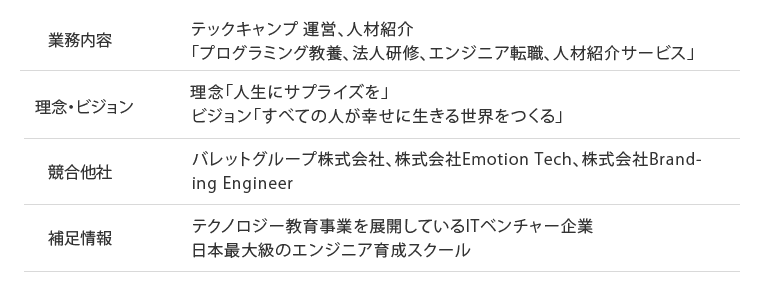 業務内容
テックキャンプ 運営、人材紹介
「プログラミング教養、法人研修、エンジニア転職、人材紹介サービス」
理念・ビジョン
理念「人生にサプライズを」
ビジョン「すべての人が幸せに生きる世界をつくる」
競合他社
バレットグループ株式会社、株式会社Emotion Tech、株式会社Brand-
ing Engineer
補足情報
テクノロジー教育事業を展開しているITベンチャー企業
日本最大級のエンジニア育成スクール